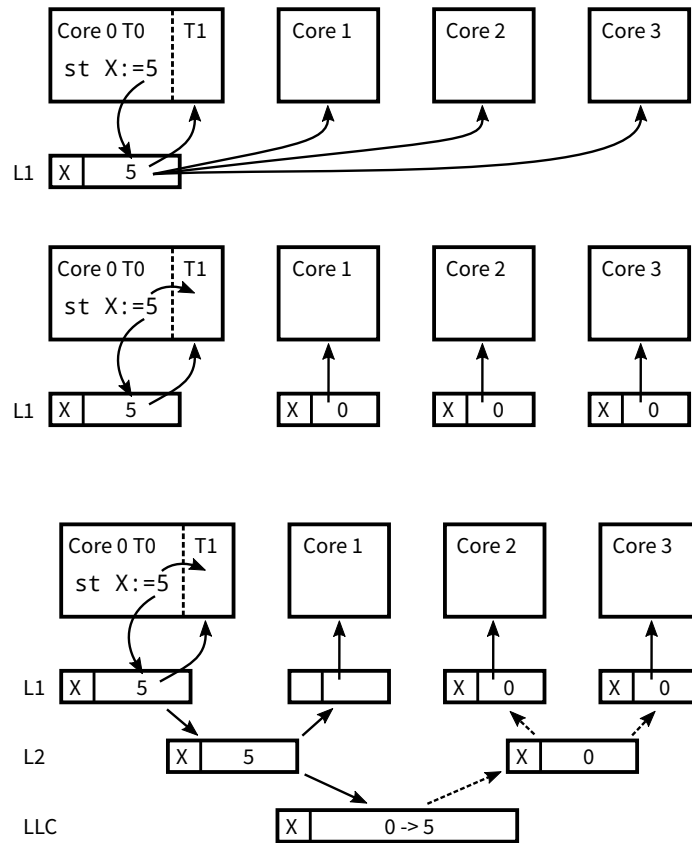 Core 0 T0 T1 Core 1 Core 2 Core 3
st X:=5
L1 X 5
Core 0 T0 T1 Core 1 Core 2 Core 3
st X:=5
L1 X 5 X 0 X 0 X 0
Core 0 T0 T1 Core 1 Core 2 Core 3
st X:=5
L1 X 5 X 0 X 0
L2 X 5 X 0
LLC X 0 -> 5